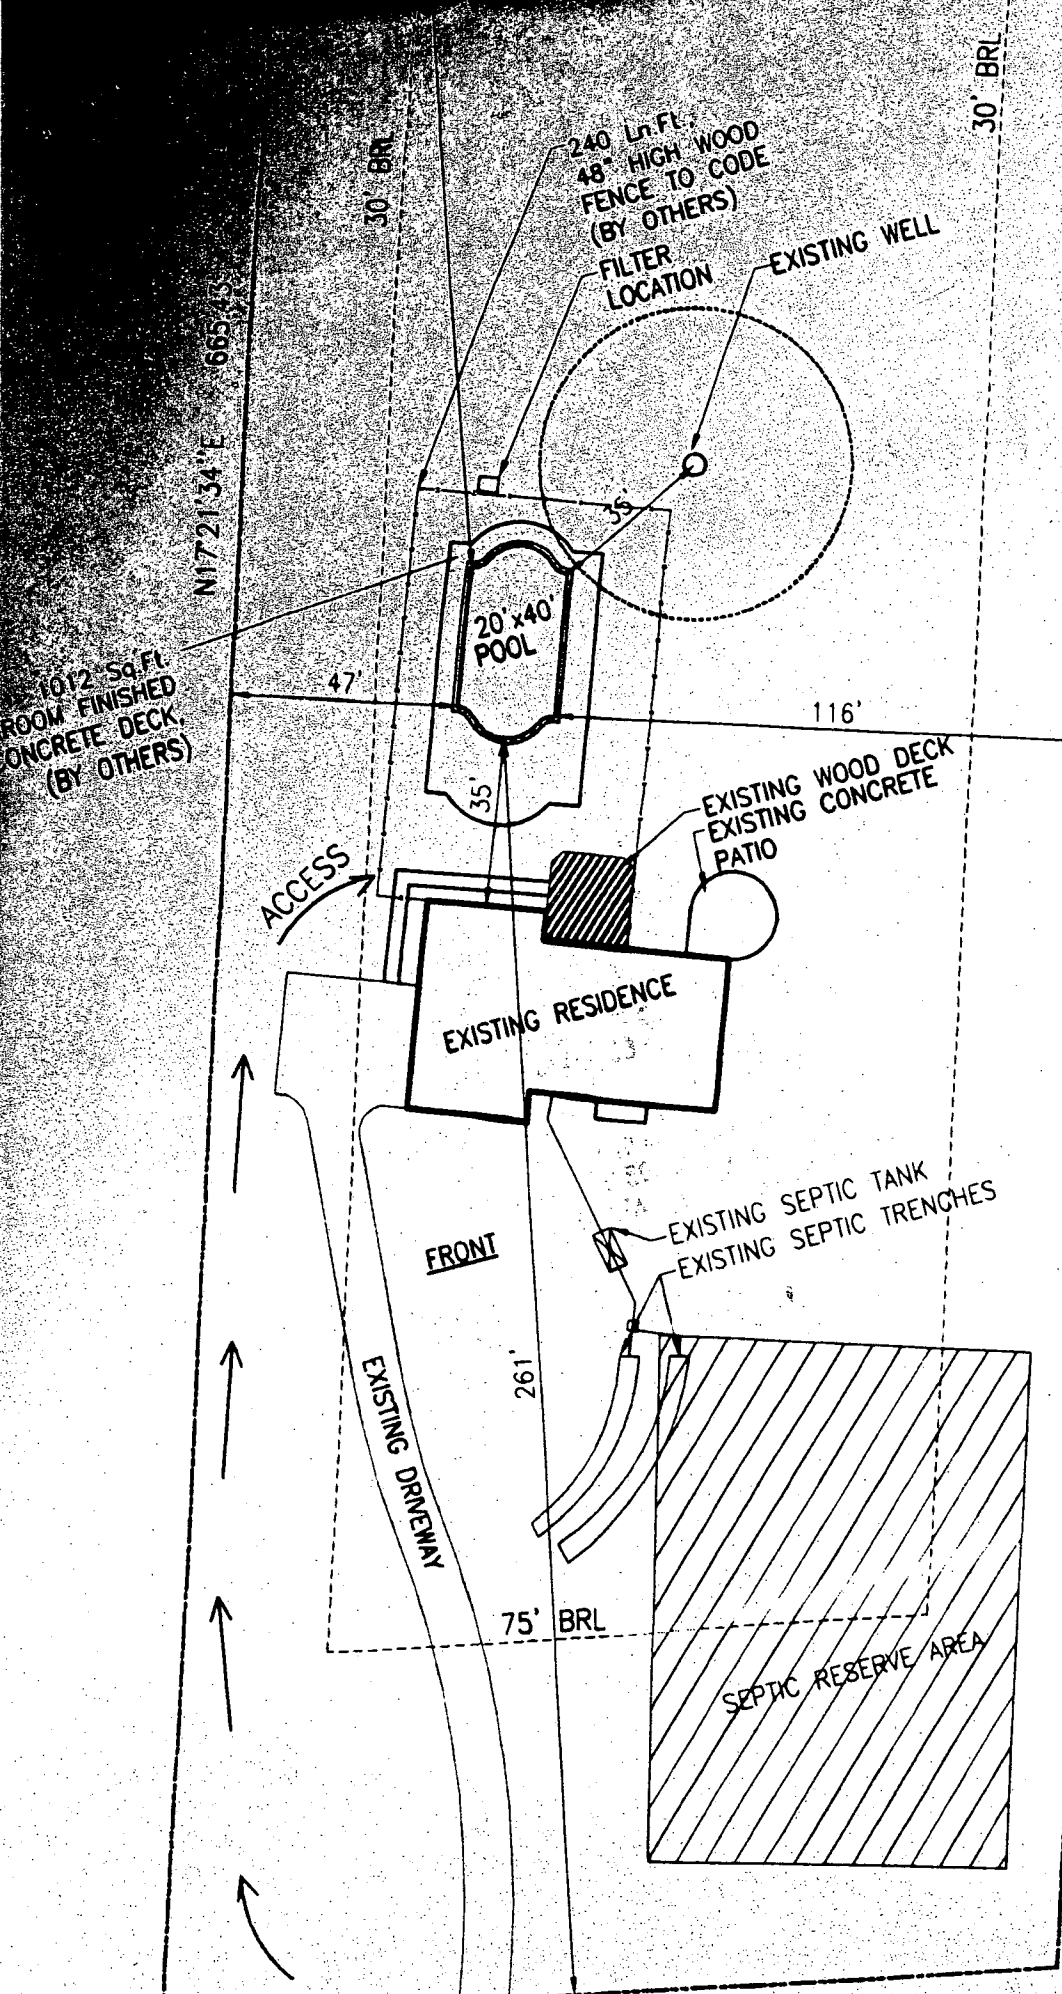 30' BRL
30' BRL
240 Ln.Ft.
48" HIGH WOOD
FENCE TO CODE
(BY OTHERS)
FILTER
LOCATION
EXISTING WELL
N17°21'34"E 665.43'
35'
20'x40'
POOL
1012 Sq.Ft.
ROOM FINISHED
ONCRETE DECK.
(BY OTHERS)
47'
116'
35'
EXISTING WOOD DECK
EXISTING CONCRETE
PATIO
ACCESS
EXISTING RESIDENCE
EXISTING SEPTIC TANK
EXISTING SEPTIC TRENCHES
FRONT
261'
EXISTING DRIVEWAY
75' BRL
SEPTIC RESERVE AREA